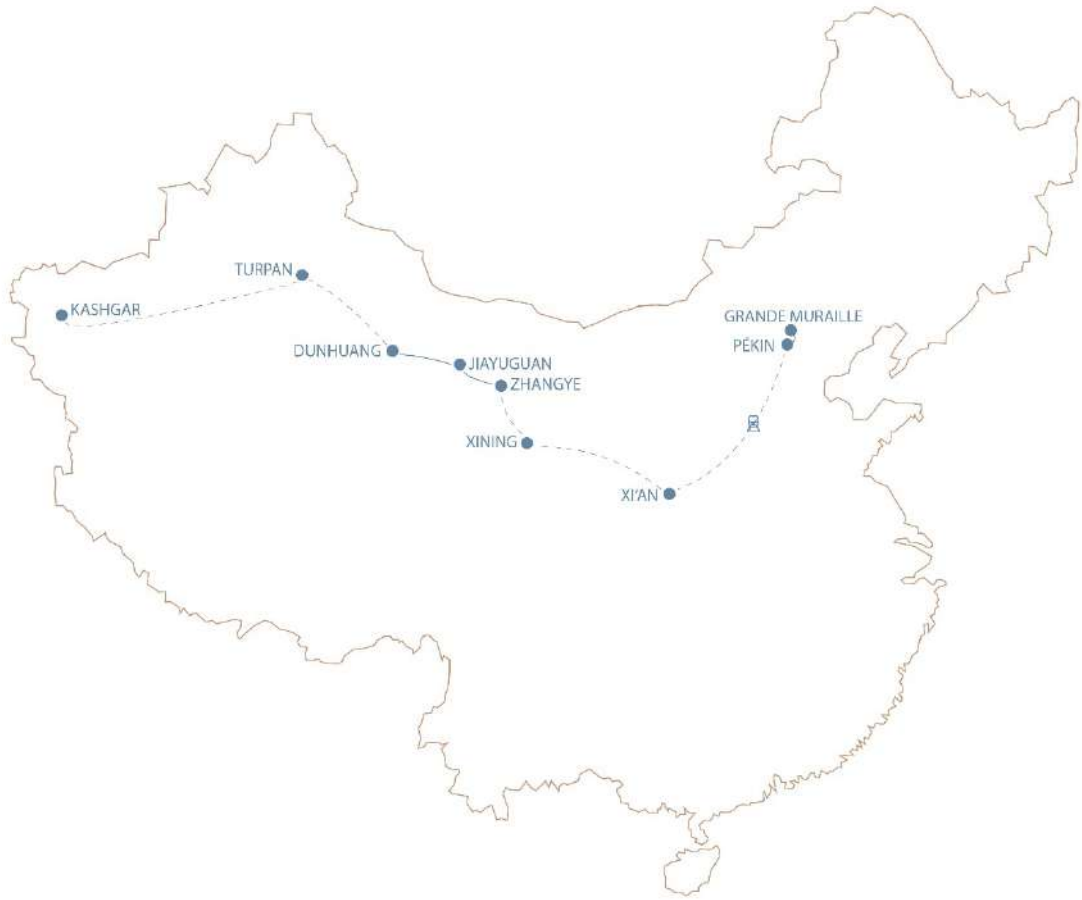 TURPAN
KASHGAR
GRANDE MURAILLE
PÉKIN
DUNHUANG
JIAYUGUAN
ZHANGYE
XINING
XI'AN